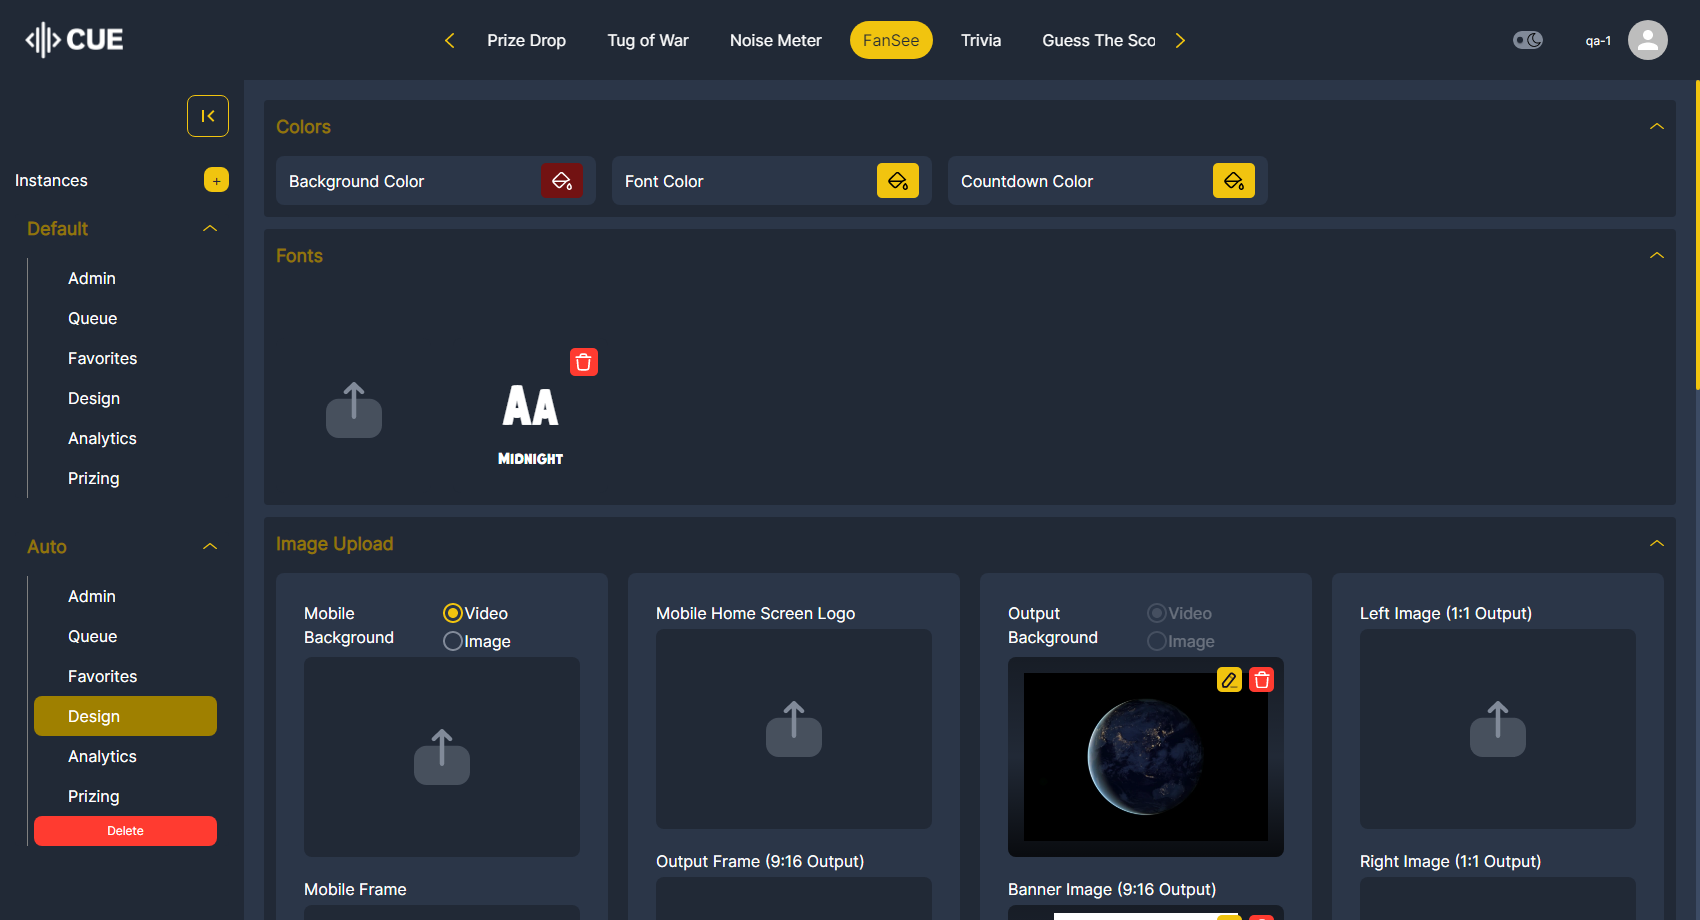 CUE
Prize Drop
Tug of War
Noise Meter
FanSee
Trivia
Guess The Sco
qa-1
Instances
+
Default
Admin
Queue
Favorites
Design
Analytics
Prizing
Auto
Admin
Queue
Favorites
Design
Analytics
Prizing
Delete
Colors
Background Color
Font Color
Countdown Color
Fonts
AA
MIDNIGHT
Image Upload
Mobile
Background
Video
Image
Mobile Home Screen Logo
Output
Background
Video
Image
Left Image (1:1 Output)
Mobile Frame
Output Frame (9:16 Output)
Banner Image (9:16 Output)
Right Image (1:1 Output)